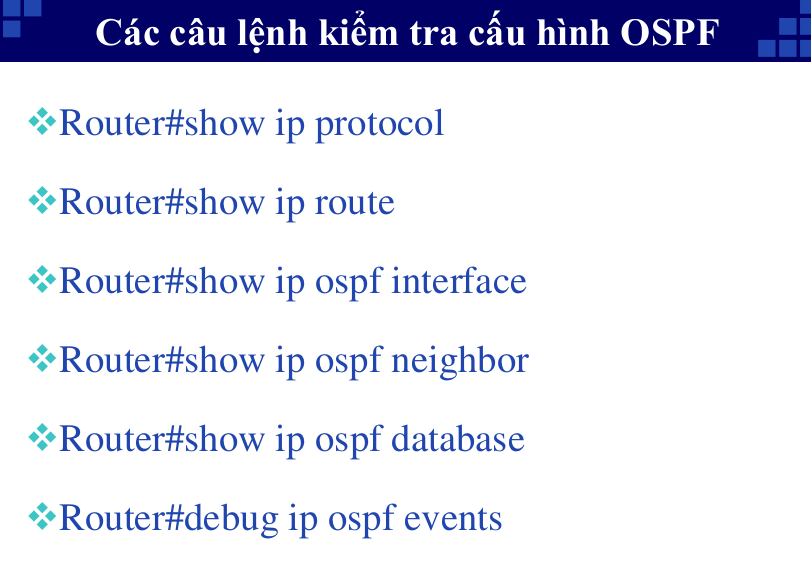 Các câu lệnh kiểm tra cấu hình OSPF
Router#show ip protocol
Router#show ip route
Router#show ip ospf interface
Router#show ip ospf neighbor
Router#show ip ospf database
Router#debug ip ospf events